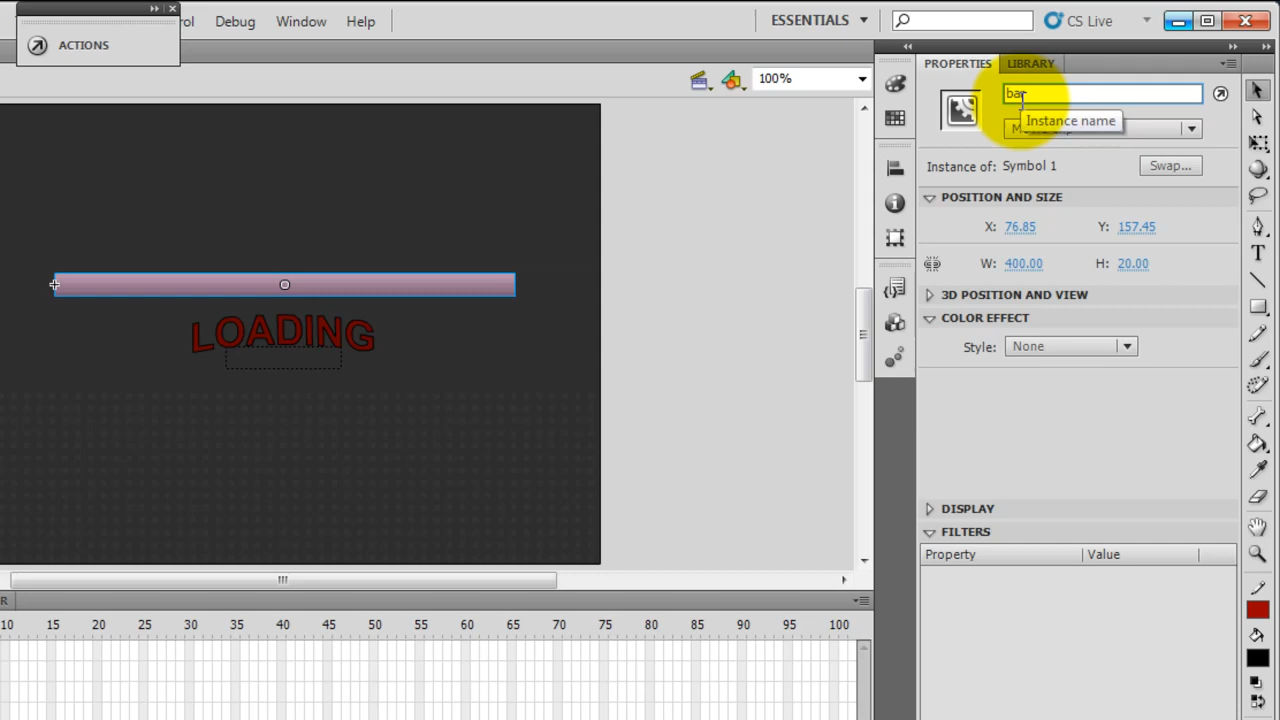 ol Debug Window Help ESSENTIALS CS Live
ACTIONS
100%
PROPERTIES LIBRARY
bar
Instance name
Instance of: Symbol 1 Swap...
POSITION AND SIZE
X: 76.85 Y: 157.45
W: 400.00 H: 20.00
3D POSITION AND VIEW
COLOR EFFECT
Style: None
LOADING
DISPLAY
FILTERS
Property Value
R
10 15 20 25 30 35 40 45 50 55 60 65 70 75 80 85 90 95 100